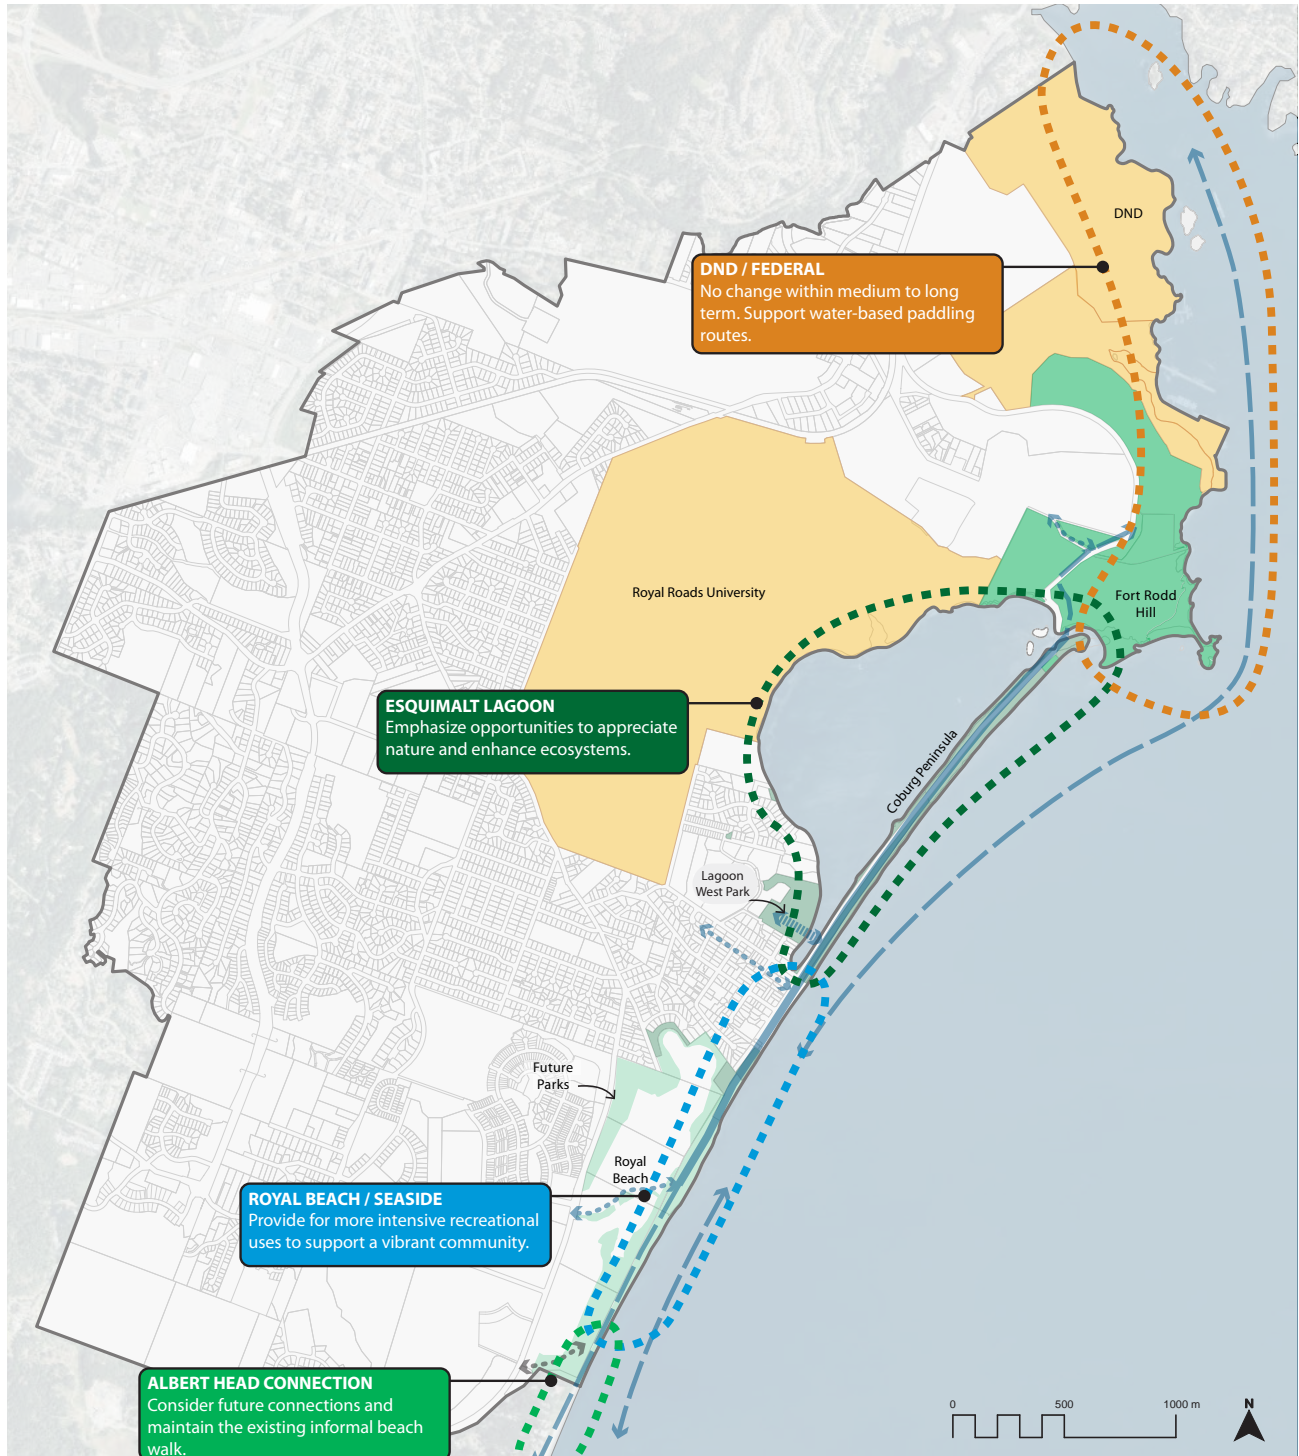 DND
DND / FEDERAL
No change within medium to long
term. Support water-based paddling
routes.
Royal Roads University
Fort Rodd
Hill
ESQUIMALT LAGOON
Emphasize opportunities to appreciate
nature and enhance ecosystems.
Coburg Peninsula
Lagoon
West Park
Future
Parks
Royal
Beach
ROYAL BEACH / SEASIDE
Provide for more intensive recreational
uses to support a vibrant community.
ALBERT HEAD CONNECTION
Consider future connections and
maintain the existing informal beach
walk.
0 500 1000 m
N